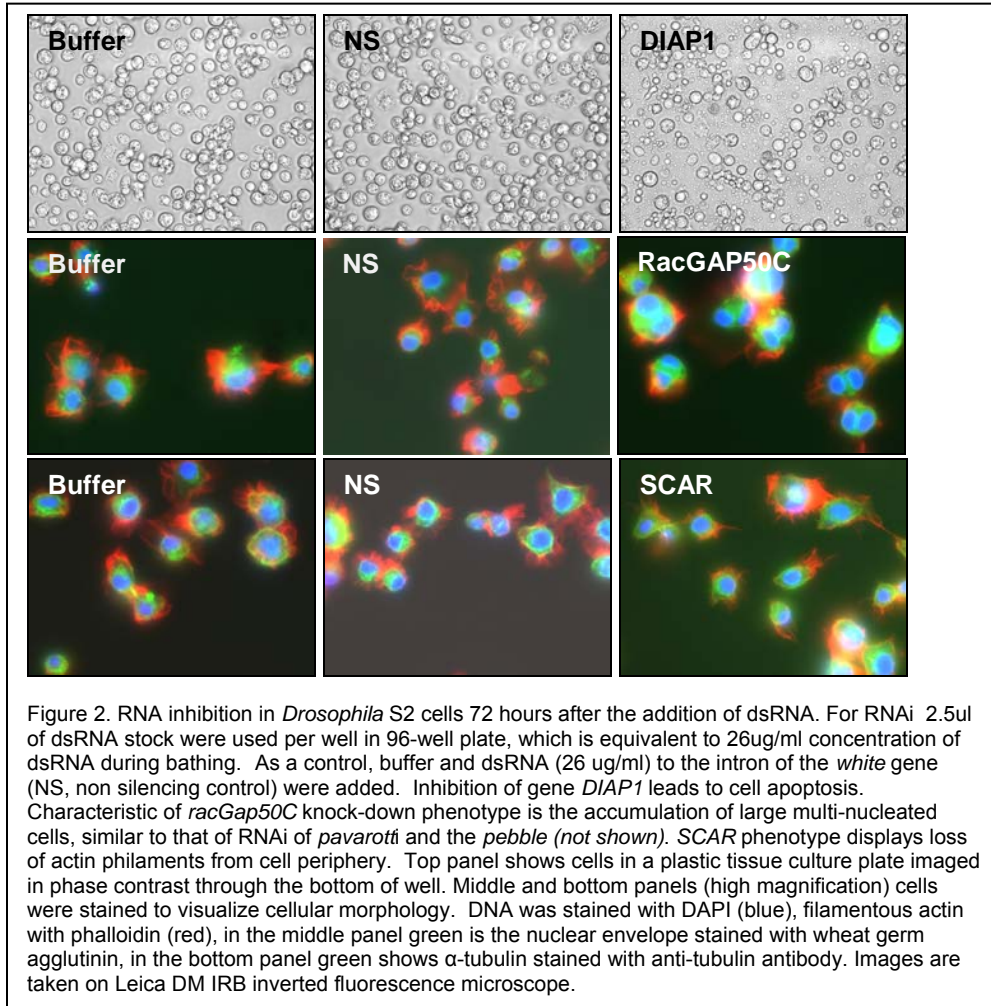 Buffer NS DIAP1
Buffer NS RacGAP50C
Buffer NS SCAR
Figure 2. RNA inhibition in Drosophila S2 cells 72 hours after the addition of dsRNA. For RNAi 2.5ul
of dsRNA stock were used per well in 96-well plate, which is equivalent to 26ug/ml concentration of
dsRNA during bathing. As a control, buffer and dsRNA (26 ug/ml) to the intron of the white gene
(NS, non silencing control) were added. Inhibition of gene DIAP1 leads to cell apoptosis.
Characteristic of racGap50C knock-down phenotype is the accumulation of large multi-nucleated
cells, similar to that of RNAi of pavarotti and the pebble (not shown). SCAR phenotype displays loss
of actin philaments from cell periphery. Top panel shows cells in a plastic tissue culture plate imaged
in phase contrast through the bottom of well. Middle and bottom panels (high magnification) cells
were stained to visualize cellular morphology. DNA was stained with DAPI (blue), filamentous actin
with phalloidin (red), in the middle panel green is the nuclear envelope stained with wheat germ
agglutinin, in the bottom panel green shows α-tubulin stained with anti-tubulin antibody. Images are
taken on Leica DM IRB inverted fluorescence microscope.